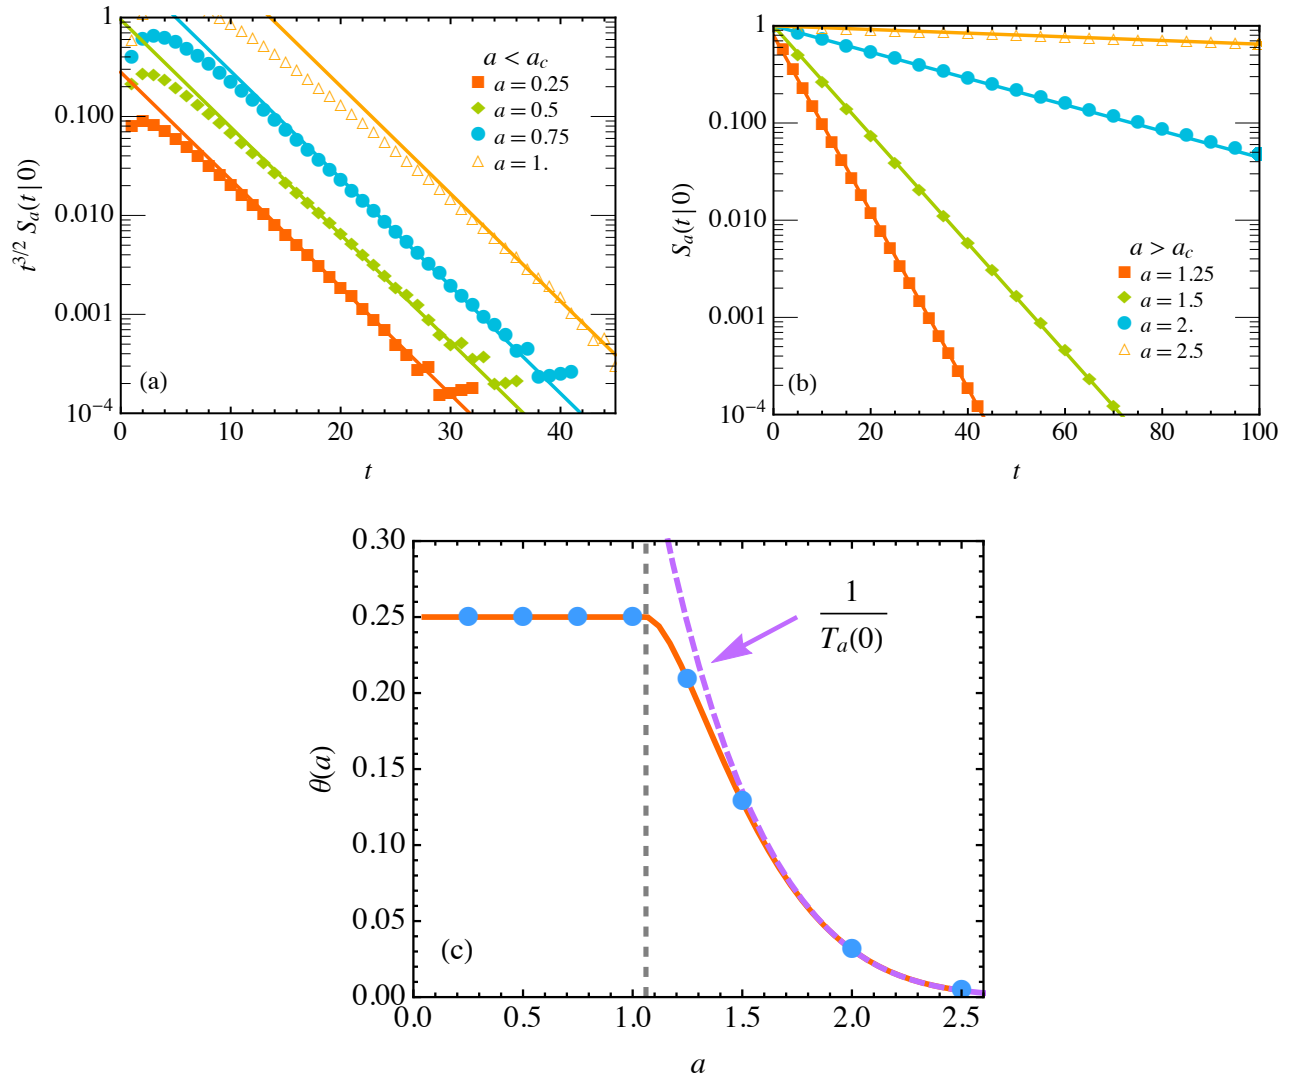 1
0.100
0.010
0.001
10⁻⁴
t^{3/2} S_a(t | 0)
a < a_c
a = 0.25
a = 0.5
a = 0.75
a = 1.
(a)
0 10 20 30 40
t
1
0.100
0.010
0.001
10⁻⁴
S_a(t | 0)
a > a_c
a = 1.25
a = 1.5
a = 2.
a = 2.5
(b)
0 20 40 60 80 100
t
0.30
0.25
0.20
0.15
0.10
0.05
0.00
θ(a)
1
T_a(0)
(c)
0.0 0.5 1.0 1.5 2.0 2.5
a